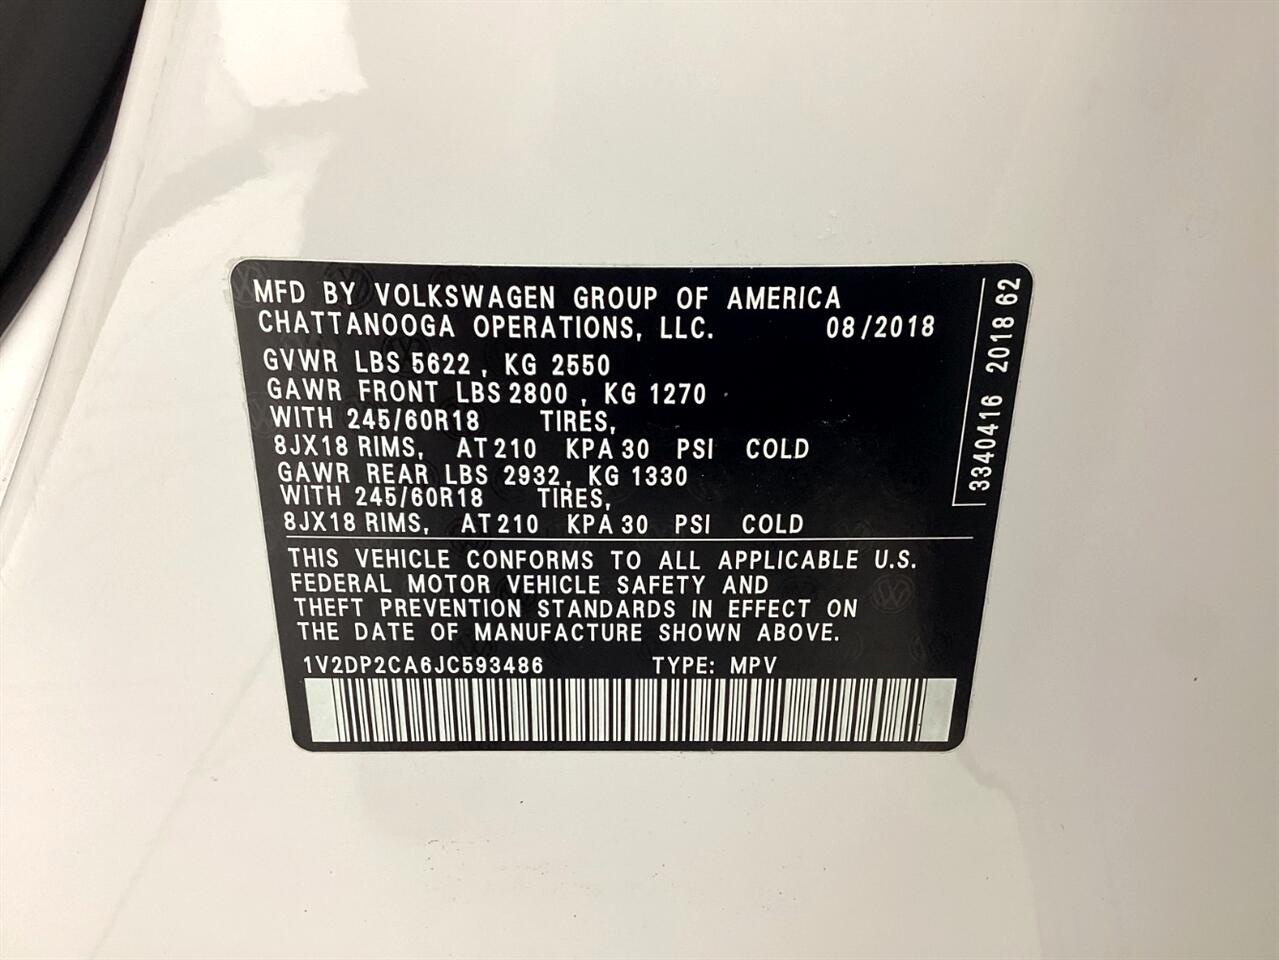 MFD BY VOLKSWAGEN GROUP OF AMERICA
CHATTANOOGA OPERATIONS, LLC. 08/2018
GVWR LBS 5622 , KG 2550
GAWR FRONT LBS 2800 , KG 1270
WITH 245/60R18 TIRES,
8JX18 RIMS, AT 210 KPA 30 PSI COLD
GAWR REAR LBS 2932, KG 1330
WITH 245/60R18 TIRES,
8JX18 RIMS, AT 210 KPA 30 PSI COLD
THIS VEHICLE CONFORMS TO ALL APPLICABLE U.S.
FEDERAL MOTOR VEHICLE SAFETY AND
THEFT PREVENTION STANDARDS IN EFFECT ON
THE DATE OF MANUFACTURE SHOWN ABOVE.
1V2DP2CA6JC593486 TYPE: MPV
3340416 2018 62